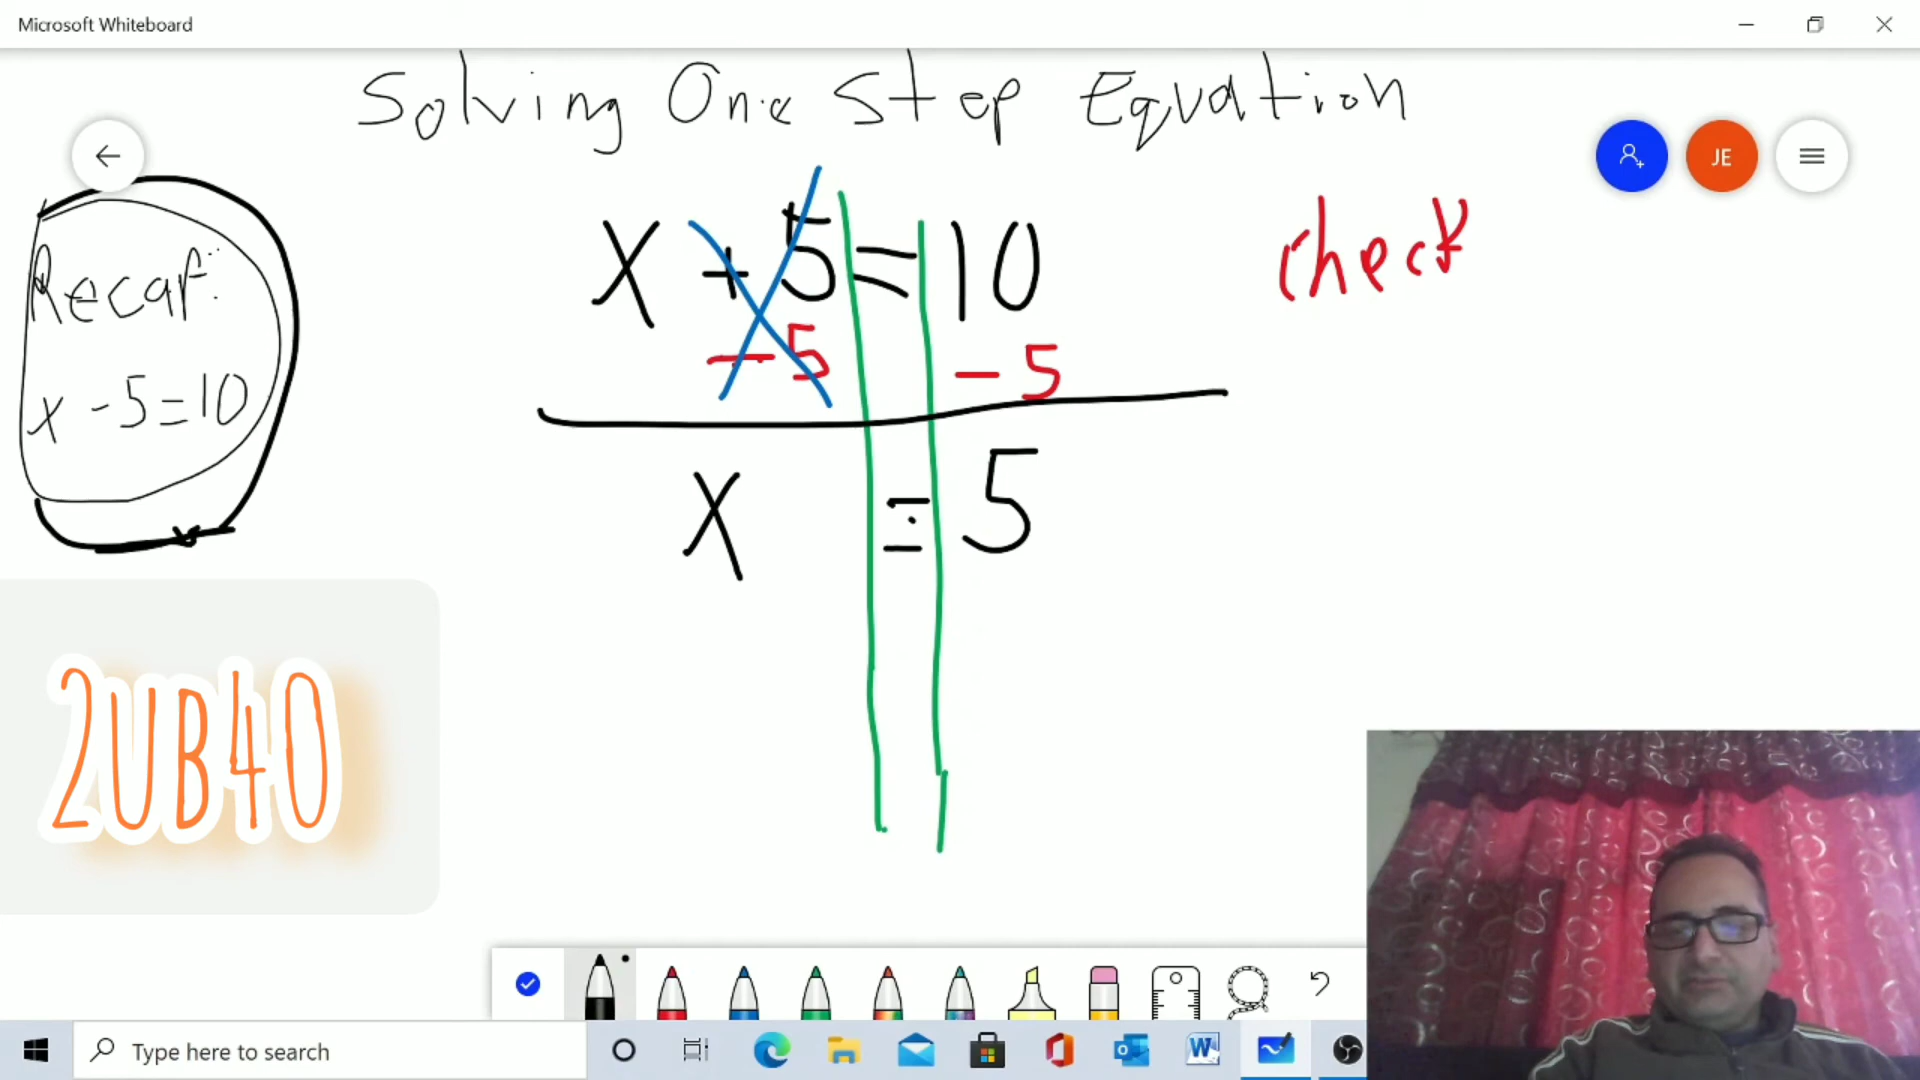 Microsoft Whiteboard
Solving One Step Equation
JE
x + 5 = 10
check
- 5 - 5
x = 5
Recap:
x - 5 = 10
2UB40
Type here to search